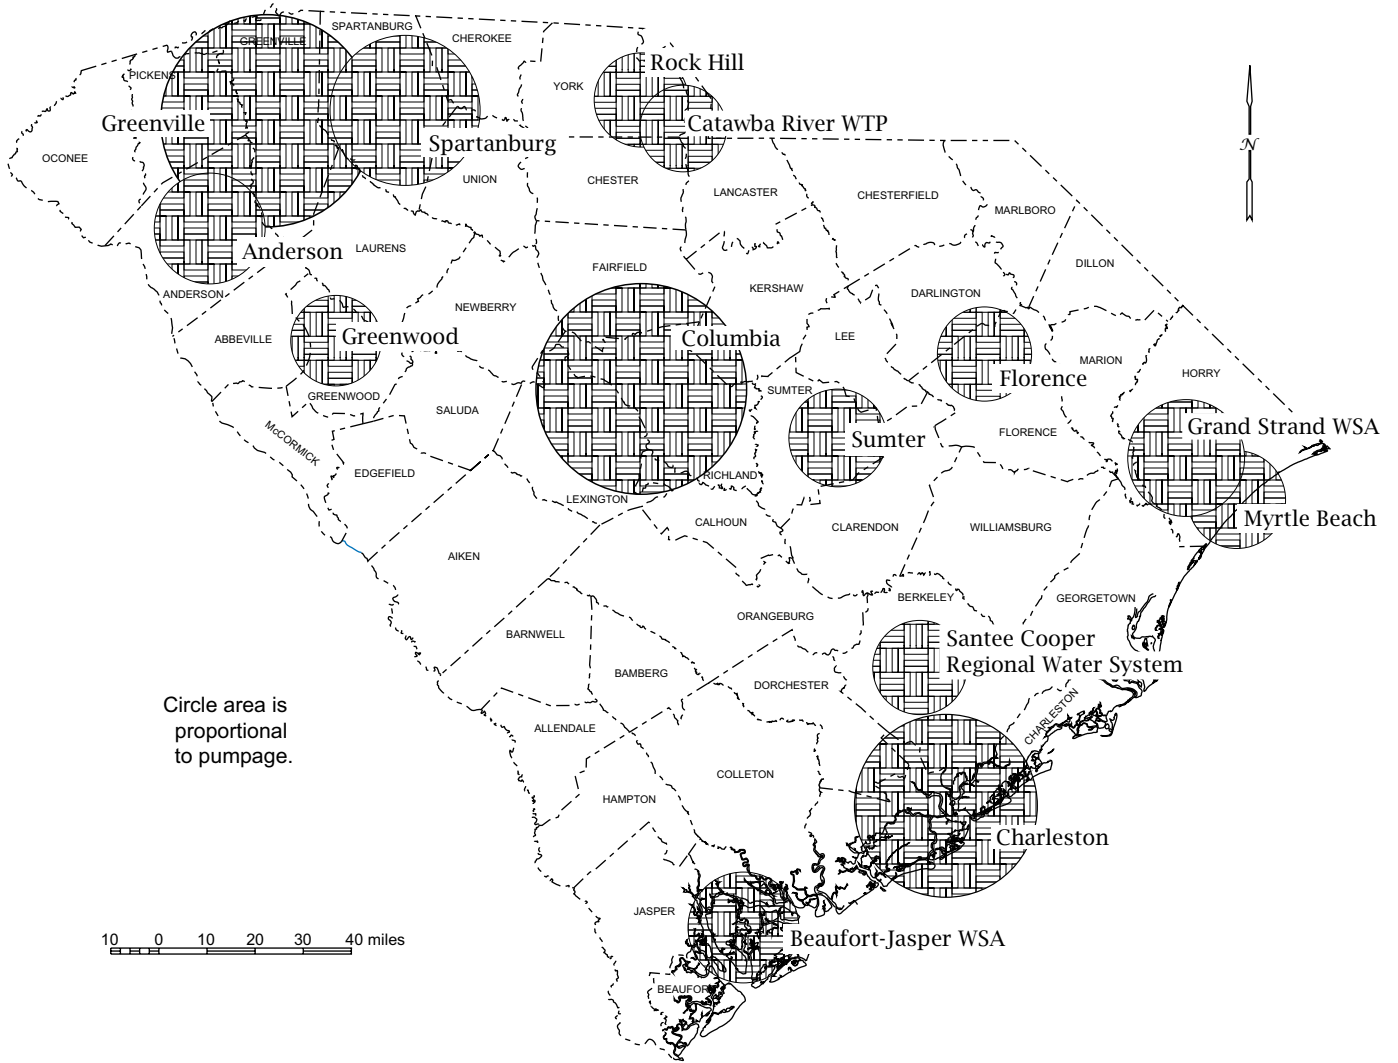 SPARTANBURG
GREENVILLE
CHEROKEE
Rock Hill
PICKENS
YORK
Greenville
Catawba River WTP
Spartanburg
N
OCONEE
UNION
CHESTER
LANCASTER
CHESTERFIELD
MARLBORO
Anderson
LAURENS
FAIRFIELD
DILLON
KERSHAW
ANDERSON
DARLINGTON
NEWBERRY
ABBEVILLE
Greenwood
Columbia
LEE
MARION
HORRY
Florence
GREENWOOD
SUMTER
SALUDA
McCORMICK
Sumter
FLORENCE
Grand Strand WSA
EDGEFIELD
RICHLAND
LEXINGTON
CALHOUN
CLARENDON
WILLIAMSBURG
Myrtle Beach
AIKEN
BERKELEY
GEORGETOWN
ORANGEBURG
BARNWELL
Santee Cooper
Regional Water System
BAMBERG
DORCHESTER
CHARLESTON
Circle area is
proportional
to pumpage.
ALLENDALE
COLLETON
HAMPTON
Charleston
JASPER
Beaufort-Jasper WSA
10 0 10 20 30 40 miles
BEAUFORT